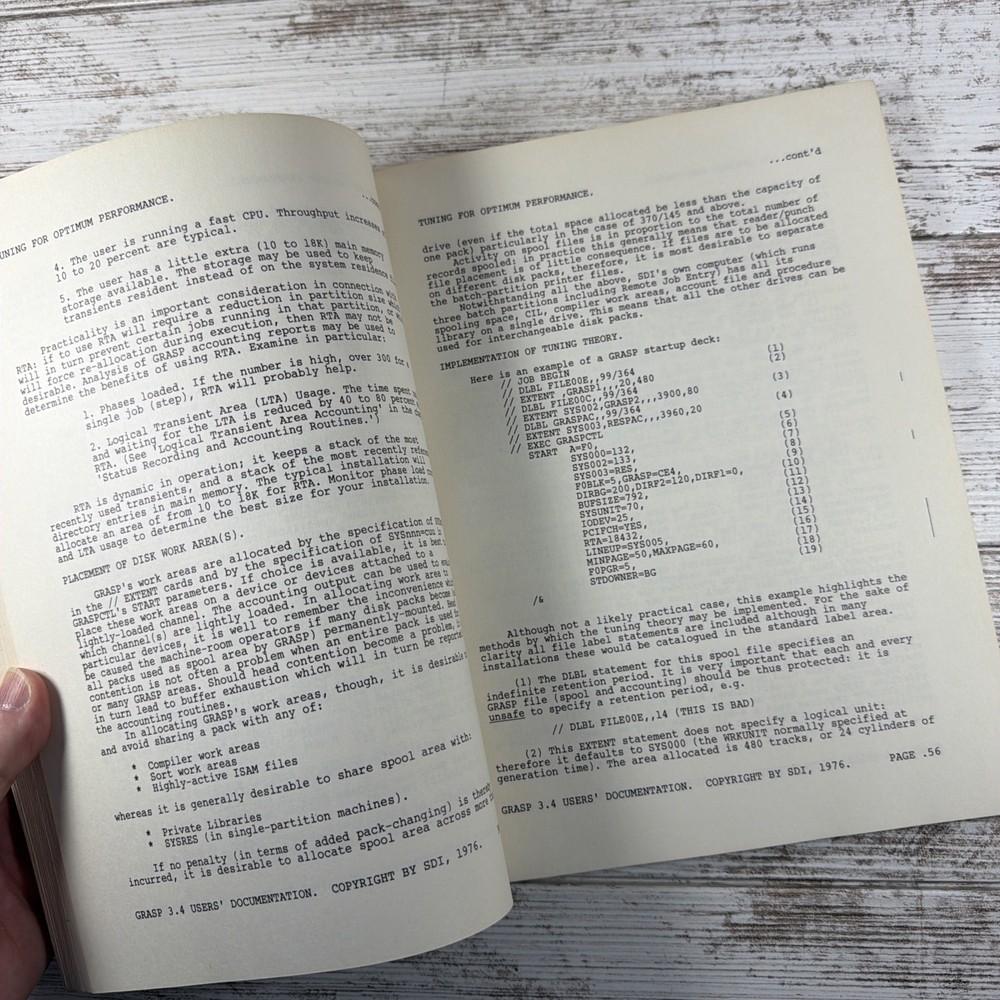 TUNING FOR OPTIMUM PERFORMANCE.
4. The user is running a fast CPU. Throughput increases
10 to 20 percent are typical.
5. The user has a little extra (10 to 18K) main memory
storage available. The storage may be used to keep
transients resident instead of on the system residence
Practicality is an important consideration in connection with
RTA: if to use RTA will require a reduction in partition size
will in turn prevent certain jobs running in that partition, or
will force re-allocation during execution, then RTA may not be
desirable. Analysis of GRASP accounting reports may be used to
determine the benefits of using RTA. Examine in particular:
1. Phases loaded. If the number is high, over 300 for
single job (step), RTA will probably help.
2. Logical Transient Area (LTA) Usage. The time spent
and waiting for the LTA is reduced by 40 to 80 percent
RTA. (See 'Logical Transient Area Accounting' in the
'Status Recording and Accounting Routines.')
RTA is dynamic in operation, it keeps a stack of the most
recently used transients, and a stack of the most recently
directory entries in main memory. The typical installation will
allocate an area of from 10 to 18K for RTA. Monitor phase load
and LTA usage to determine the best size for your installation.
PLACEMENT OF DISK WORK AREA(S).
GRASP's work areas are allocated by the specification of
in the // EXTENT cards and by the specification of SYSnnn=cuu
GRASPCTL's START parameters. If choice is available, it is best
place these work areas on a device or devices attached to a
lightly-loaded channel. The accounting output can be used to
which channel(s) are lightly loaded. In allocating work area to
particular devices, it is well to remember the inconvenience
be caused the machine-room operators if many disk packs become
all packs used as spool area by GRASP) permanently-mounted.
contention is not often a problem when an entire pack is used
or many GRASP areas. Should head contention become a problem,
in turn lead to buffer exhaustion which will in turn be reported
the accounting routines.
In allocating GRASP's work areas, though, it is desirable
and avoid sharing a pack with any of:
* Compiler work areas
* Sort work areas
* Highly-active ISAM files
whereas it is generally desirable to share spool area with:
* Private Libraries
* SYSRES (in single-partition machines).
If no penalty (in terms of added pack-changing) is
incurred, it is desirable to allocate spool area across more
GRASP 3.4 USERS' DOCUMENTATION. COPYRIGHT BY SDI, 1976.
...cont'd
TUNING FOR OPTIMUM PERFORMANCE.
drive (even if the total space allocated be less than the capacity of
one pack) particularly in the case of 370/145 and above.
Activity on spool files is in proportion to the total number of
records spooled: in practice this generally means that reader/punch
file placement is of little consequence. If files are to be allocated
on different disk packs, therefore, it is most desirable to separate
the batch-partition printer files.
Notwithstanding all the above, SDI's own computer (which runs
three batch partitions including Remote Job Entry) has all its
spooling space, CIL, compiler work areas, account file and procedure
library on a single drive. This means that all the other drives can be
used for interchangeable disk packs.
IMPLEMENTATION OF TUNING THEORY.
Here is an example of a GRASP startup deck:
// JOB BEGIN
// DLBL FILE00E,,99/364 (1)
// EXTENT ,GRASP1,,,20,480 (2)
// DLBL FILE00C,,99/364
// EXTENT SYS002,GRASP2,,,3900,80 (3)
// DLBL GRASPAC,,99/364
// EXTENT SYS003,RESPAC,,,3960,20 (4)
// EXEC GRASPCTL
START A=F0, (5)
SYS000=132, (6)
SYS002=133, (7)
SYS003=RES, (8)
F0BLK=5,GRASP=CE4, (9)
DIRBG=200,DIRF2=120,DIRF1=0, (10)
BUFSIZE=792, (11)
SYSUNIT=70, (12)
IODEV=25, (13)
PCIFCH=YES, (14)
RTA=18432, (15)
LINEUP=SYS005, (16)
MINPAGE=50,MAXPAGE=60, (17)
F0PGR=5, (18)
STDOWNER=BG (19)
/&
Although not a likely practical case, this example highlights the
methods by which the tuning theory may be implemented. For the sake of
clarity all file label statements are included although in many
installations these would be catalogued in the standard label area.
(1) The DLBL statement for this spool file specifies an
indefinite retention period. It is very important that each and every
GRASP file (spool and accounting) should be thus protected: it is
unsafe to specify a retention period, e.g.
// DLBL FILE00E,,14 (THIS IS BAD)
(2) This EXTENT statement does not specify a logical unit:
therefore it defaults to SYS000 (the WRKUNIT normally specified at
generation time). The area allocated is 480 tracks, or 24 cylinders of
GRASP 3.4 USERS' DOCUMENTATION. COPYRIGHT BY SDI, 1976. PAGE .56